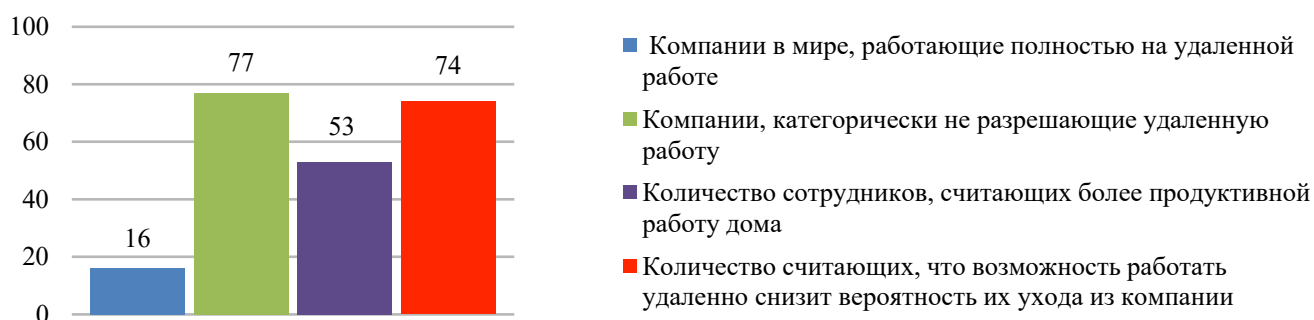 100
80
60
40
20
0
16
77
53
74
Компании в мире, работающие полностью на удаленной
работе
Компании, категорически не разрешающие удаленную
работу
Количество сотрудников, считающих более продуктивной
работу дома
Количество считающих, что возможность работать
удаленно снизит вероятность их ухода из компании